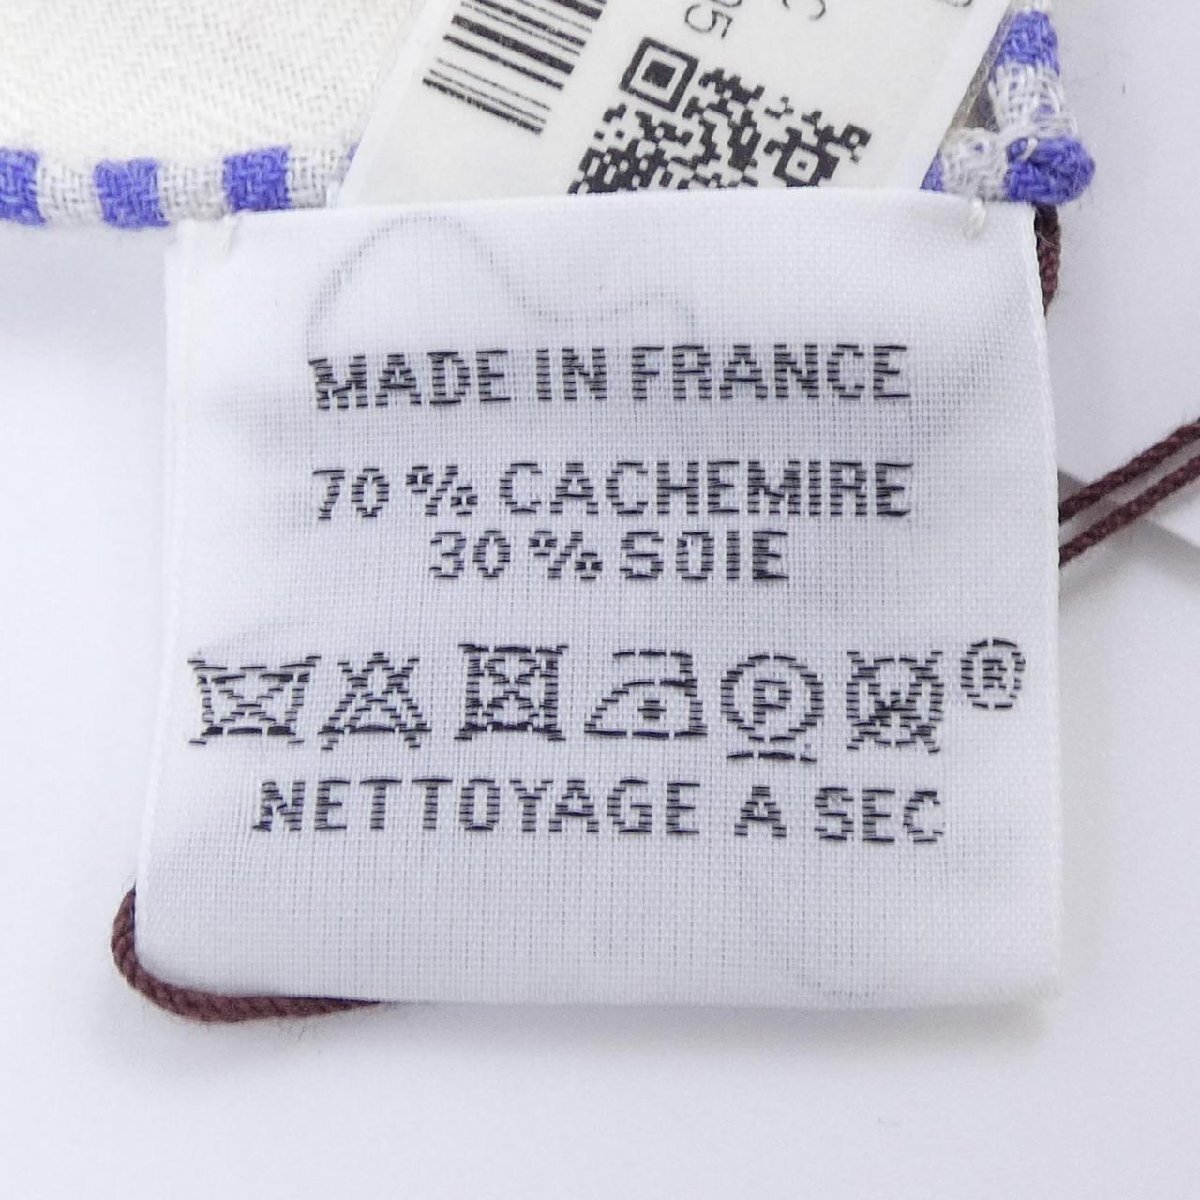 MADE IN FRANCE
70% CACHEMIRE
30% SOIE
P ®
NETTOYAGE A SEC